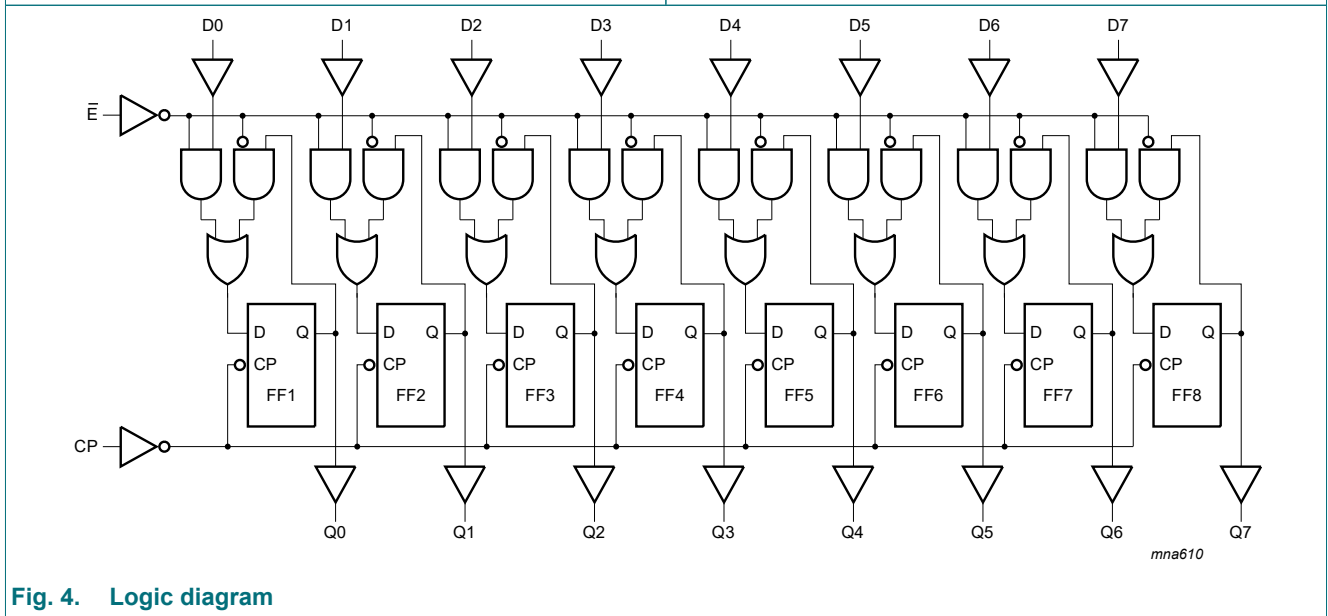 D0 D1 D2 D3 D4 D5 D6 D7
E̅
D Q D Q D Q D Q D Q D Q D Q D Q
CP CP CP CP CP CP CP CP
FF1 FF2 FF3 FF4 FF5 FF6 FF7 FF8
CP
Q0 Q1 Q2 Q3 Q4 Q5 Q6 Q7
mna610
Fig. 4. Logic diagram